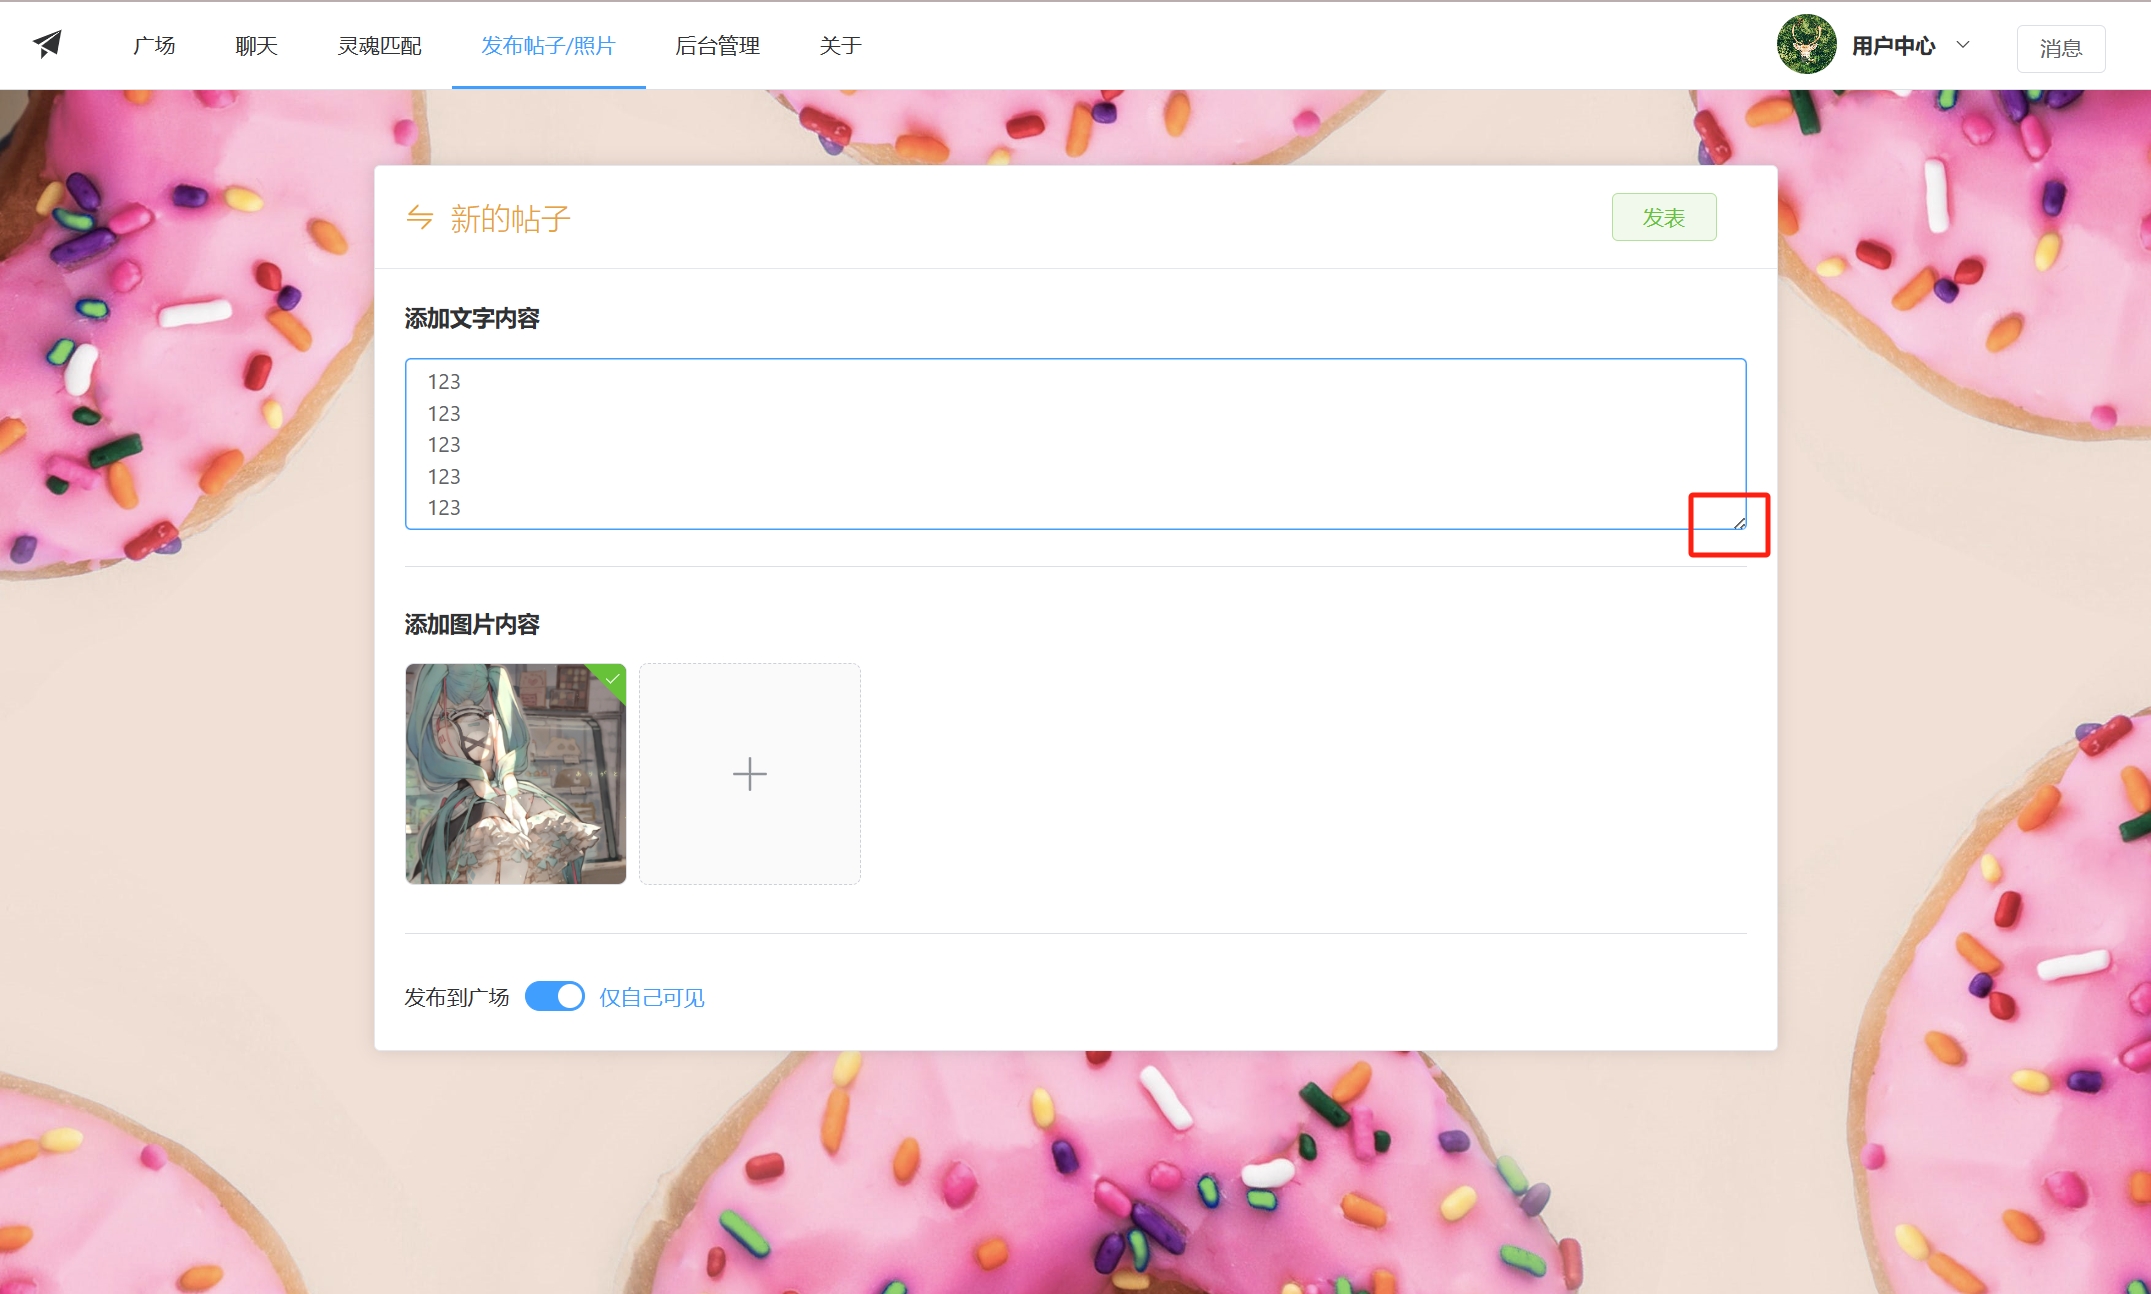 广场 聊天 灵魂匹配 发布帖子/照片 后台管理 关于 用户中心 消息
新的帖子 发表
添加文字内容
123
123
123
123
123
添加图片内容
发布到广场 仅自己可见